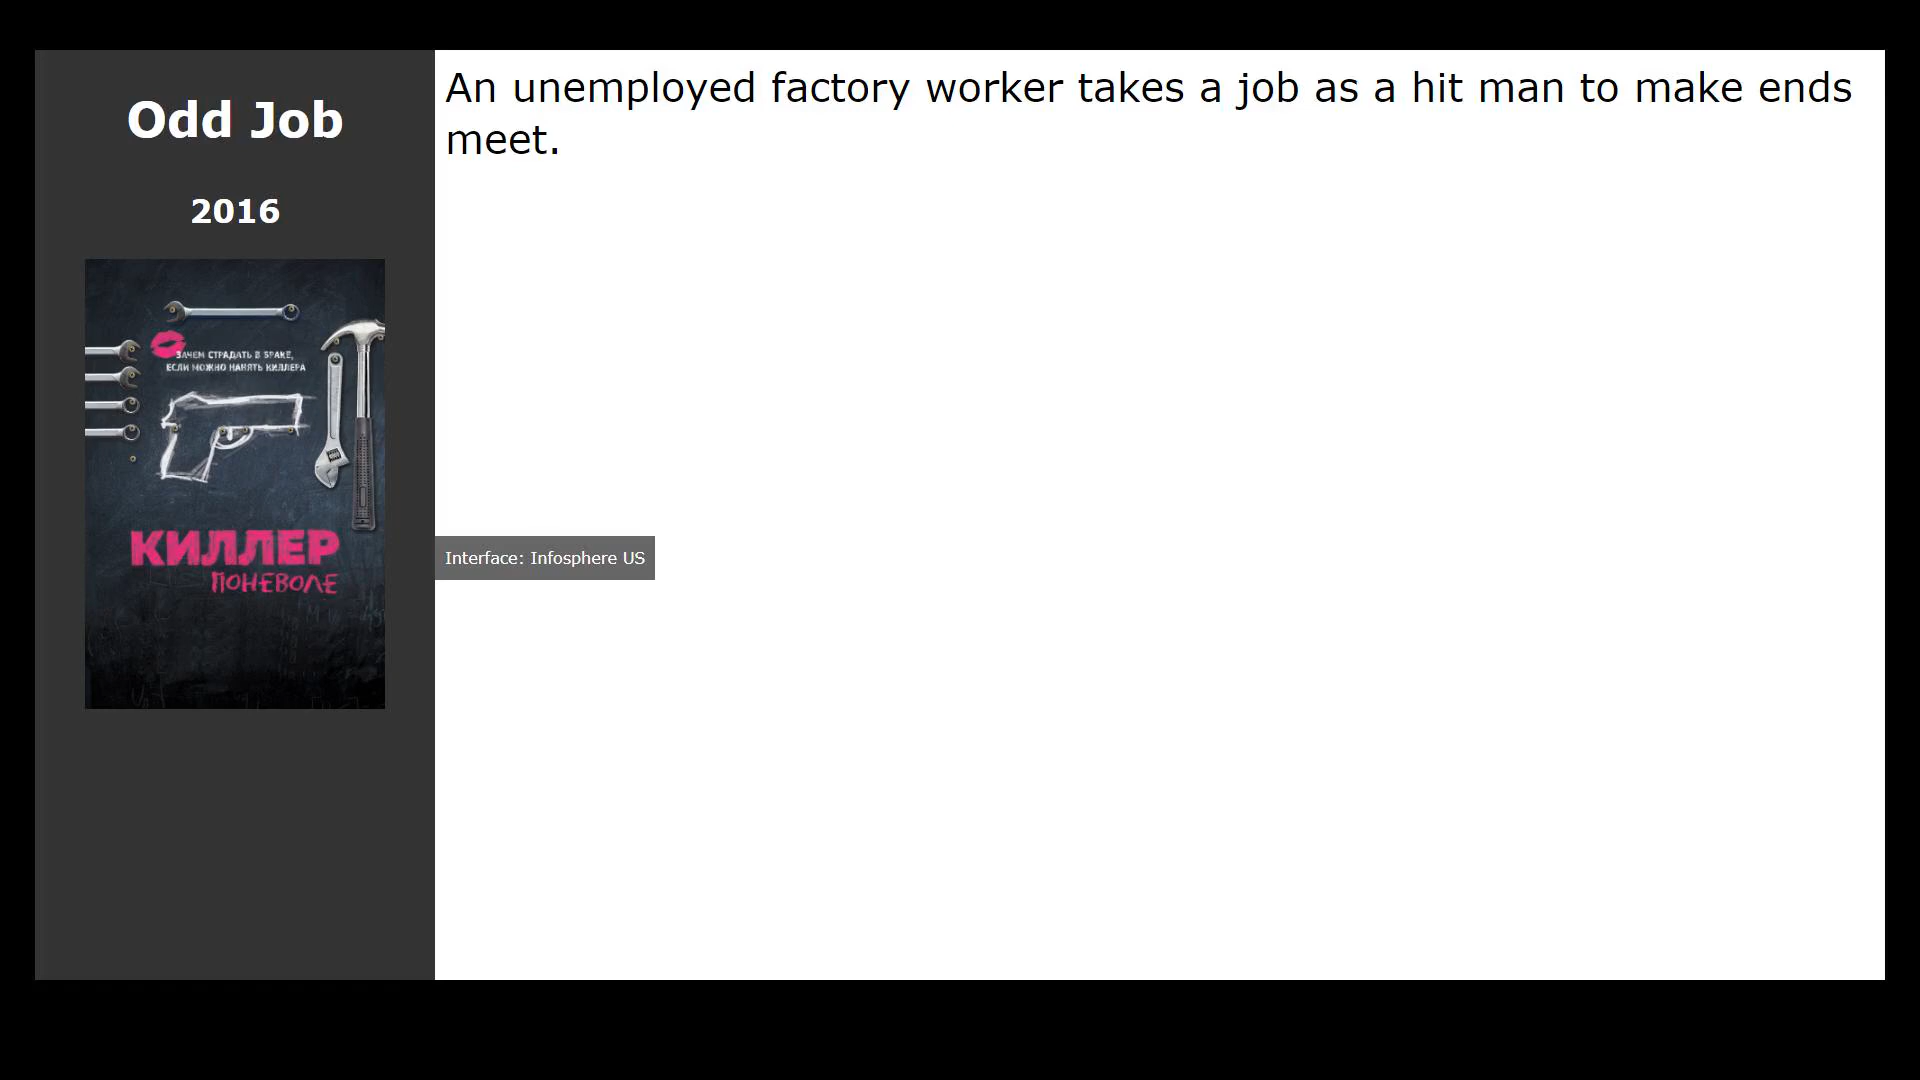 Odd Job
2016
ЗАЧЕМ СТРАДАТЬ В БРАКЕ,
ЕСЛИ МОЖНО НАНЯТЬ КИЛЛЕРА
КИЛЛЕР
ПОНЕВОЛЕ
An unemployed factory worker takes a job as a hit man to make ends
meet.
Interface: Infosphere US